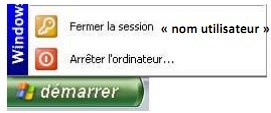 Windows
Fermer la session « nom utilisateur »
Arrêter l'ordinateur...
démarrer